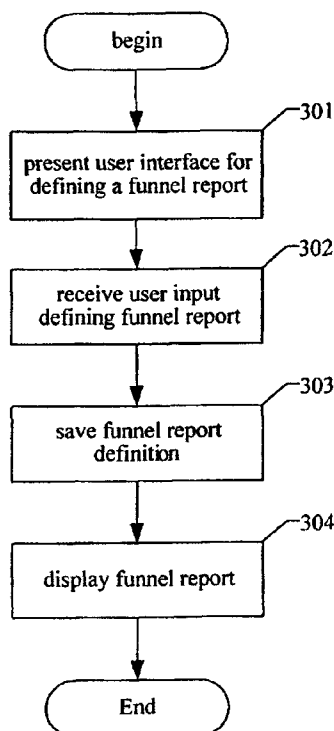 begin
301
present user interface for
defining a funnel report
302
receive user input
defining funnel report
303
save funnel report
definition
304
display funnel report
End